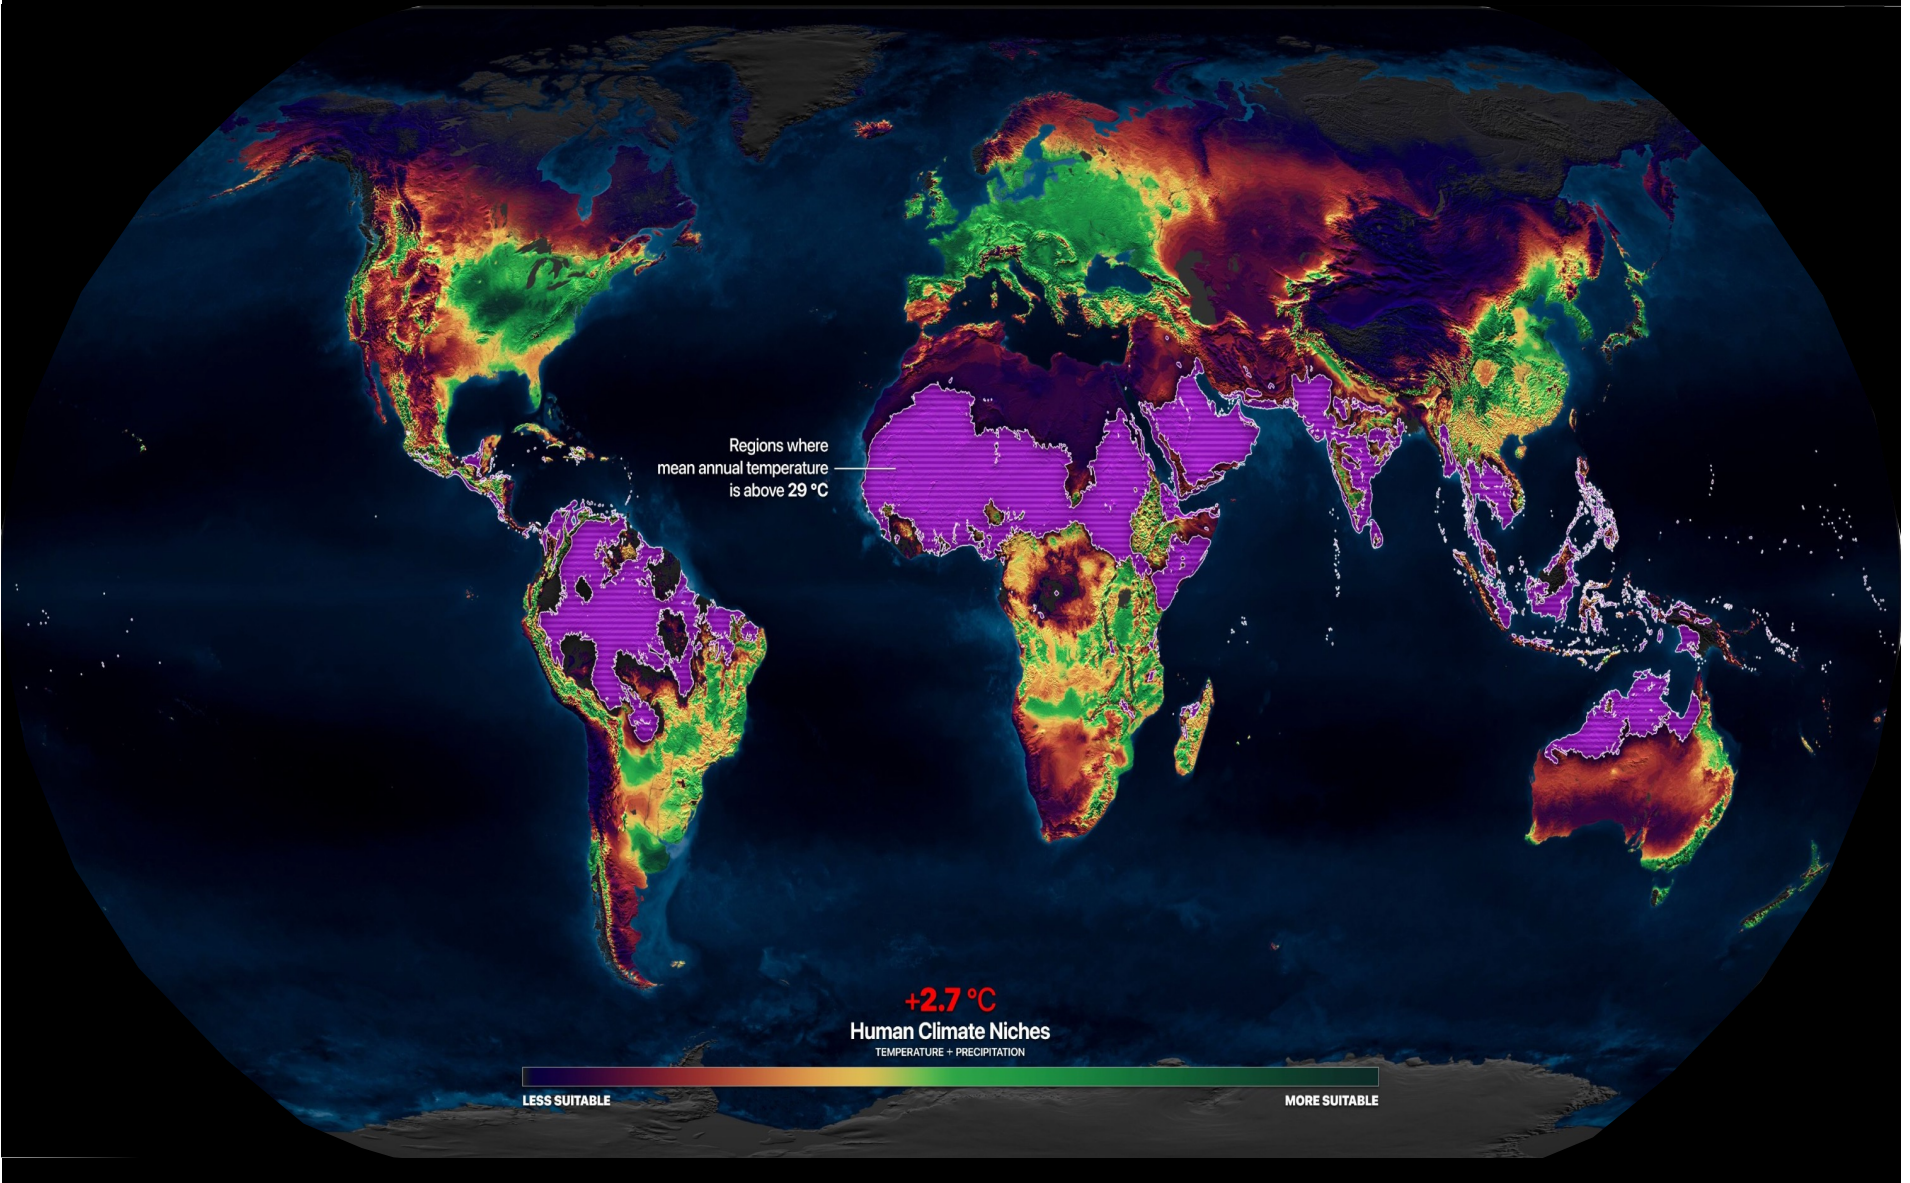 Regions where
mean annual temperature
is above 29 °C
+2.7 °C
Human Climate Niches
TEMPERATURE + PRECIPITATION
LESS SUITABLE
MORE SUITABLE